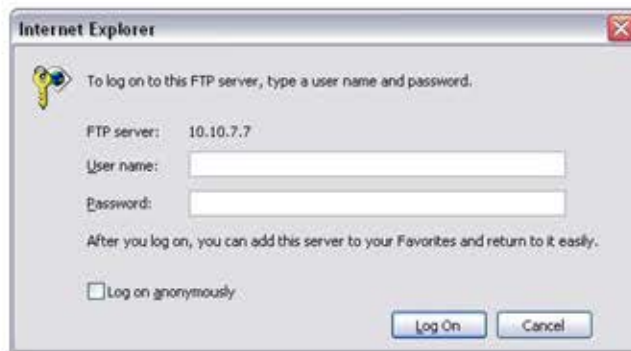 Internet Explorer
To log on to this FTP server, type a user name and password.
FTP server: 10.10.7.7
User name:
Password:
After you log on, you can add this server to your Favorites and return to it easily.
Log on anonymously
Log On Cancel